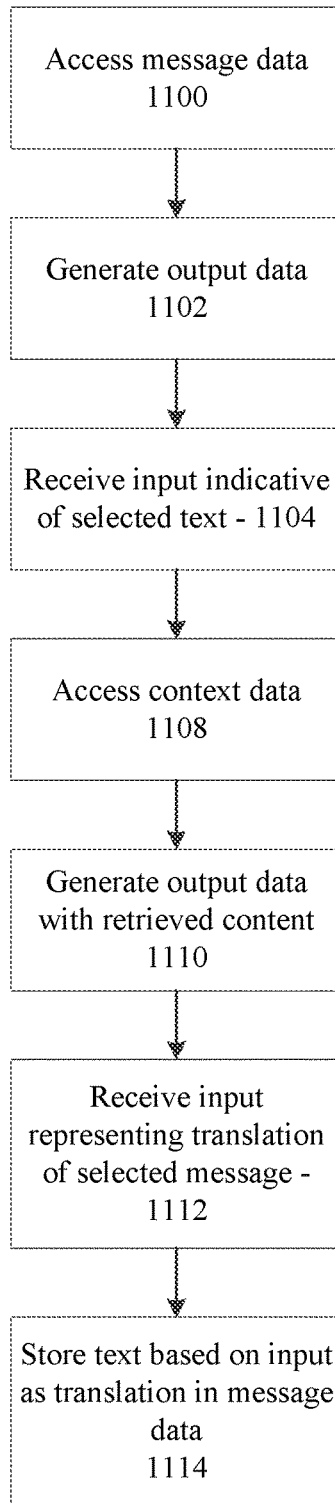 Access message data
1100
Generate output data
1102
Receive input indicative
of selected text - 1104
Access context data
1108
Generate output data
with retrieved content
1110
Receive input
representing translation
of selected message -
1112
Store text based on input
as translation in message
data
1114